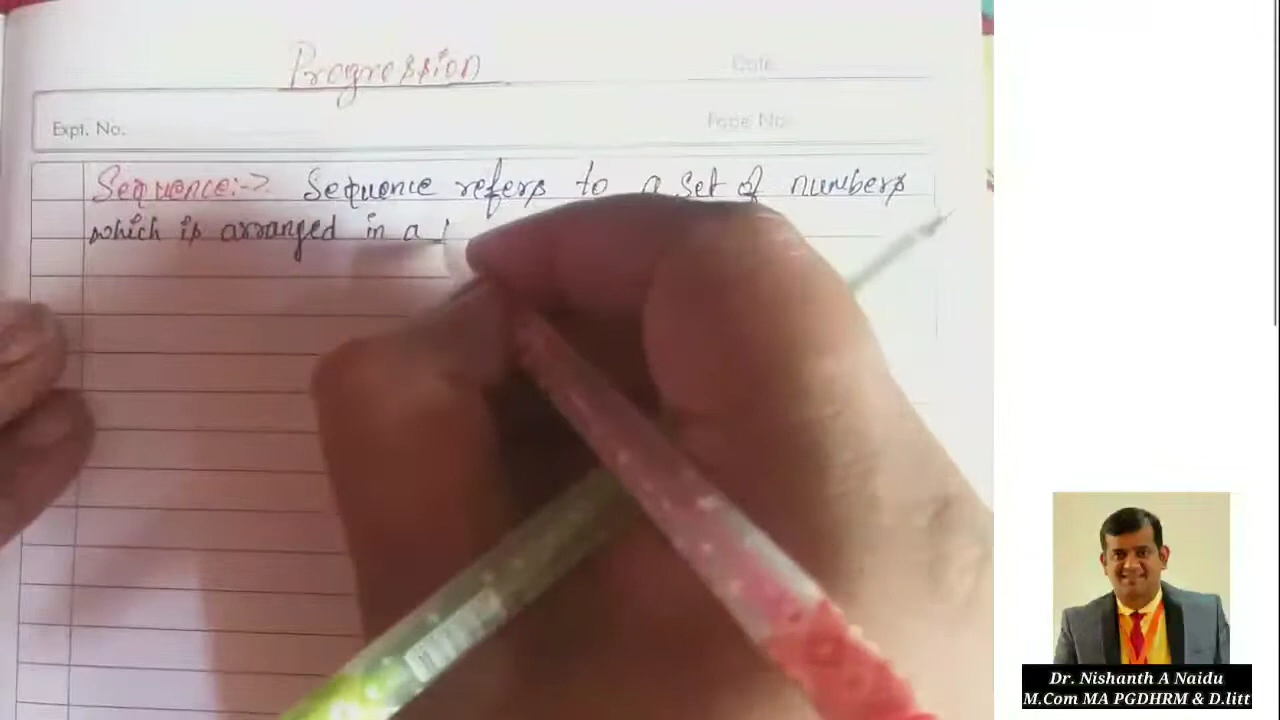 Progression
Date
Expt. No.
Page No.
Sequence:-> Sequence refers to a set of numbers
which is arranged in a
Dr. Nishanth A Naidu
M.Com MA PGDHRM & D.litt